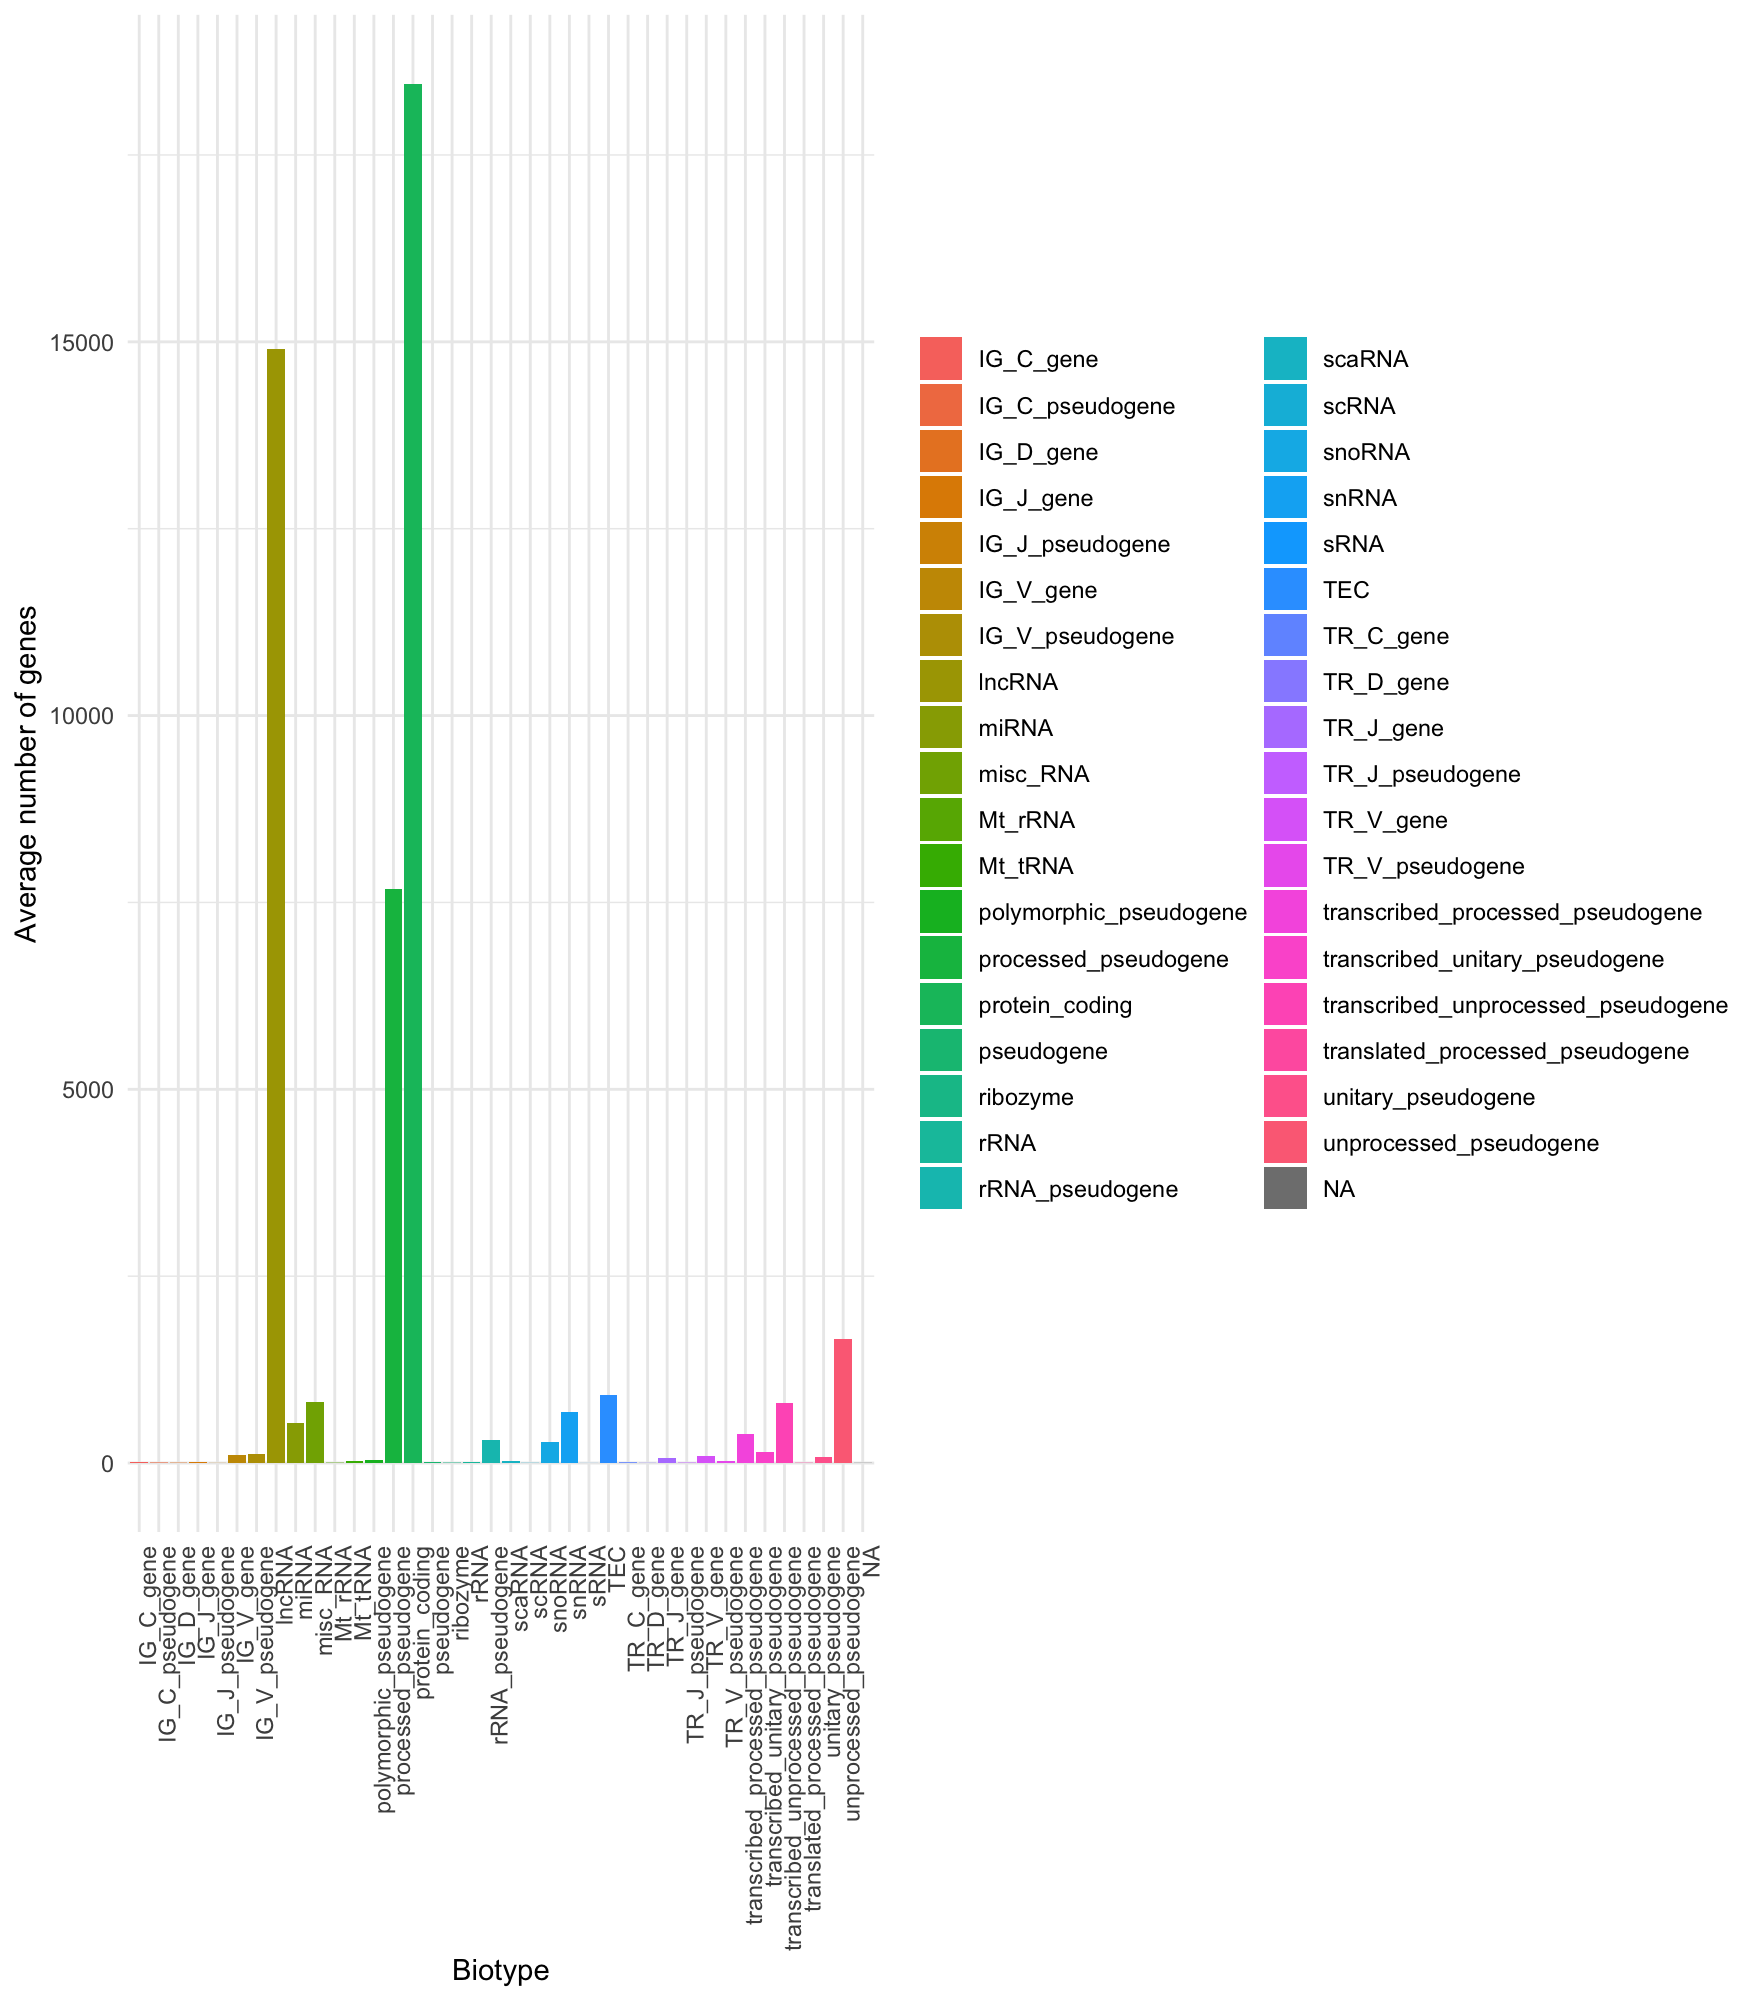 Average number of genes
15000
10000
5000
0
IG_C_gene
IG_C_pseudogene
IG_D_gene
IG_J_gene
IG_J_pseudogene
IG_V_gene
IG_V_pseudogene
lncRNA
miRNA
misc_RNA
Mt_rRNA
Mt_tRNA
polymorphic_pseudogene
processed_pseudogene
protein_coding
pseudogene
ribozyme
rRNA
rRNA_pseudogene
scaRNA
scRNA
snoRNA
snRNA
sRNA
TEC
TR_C_gene
TR_D_gene
TR_J_gene
TR_J_pseudogene
TR_V_gene
TR_V_pseudogene
transcribed_processed_pseudogene
transcribed_unitary_pseudogene
transcribed_unprocessed_pseudogene
translated_processed_pseudogene
unitary_pseudogene
unprocessed_pseudogene
NA
Biotype
IG_C_gene
IG_C_pseudogene
IG_D_gene
IG_J_gene
IG_J_pseudogene
IG_V_gene
IG_V_pseudogene
lncRNA
miRNA
misc_RNA
Mt_rRNA
Mt_tRNA
polymorphic_pseudogene
processed_pseudogene
protein_coding
pseudogene
ribozyme
rRNA
rRNA_pseudogene
scaRNA
scRNA
snoRNA
snRNA
sRNA
TEC
TR_C_gene
TR_D_gene
TR_J_gene
TR_J_pseudogene
TR_V_gene
TR_V_pseudogene
transcribed_processed_pseudogene
transcribed_unitary_pseudogene
transcribed_unprocessed_pseudogene
translated_processed_pseudogene
unitary_pseudogene
unprocessed_pseudogene
NA